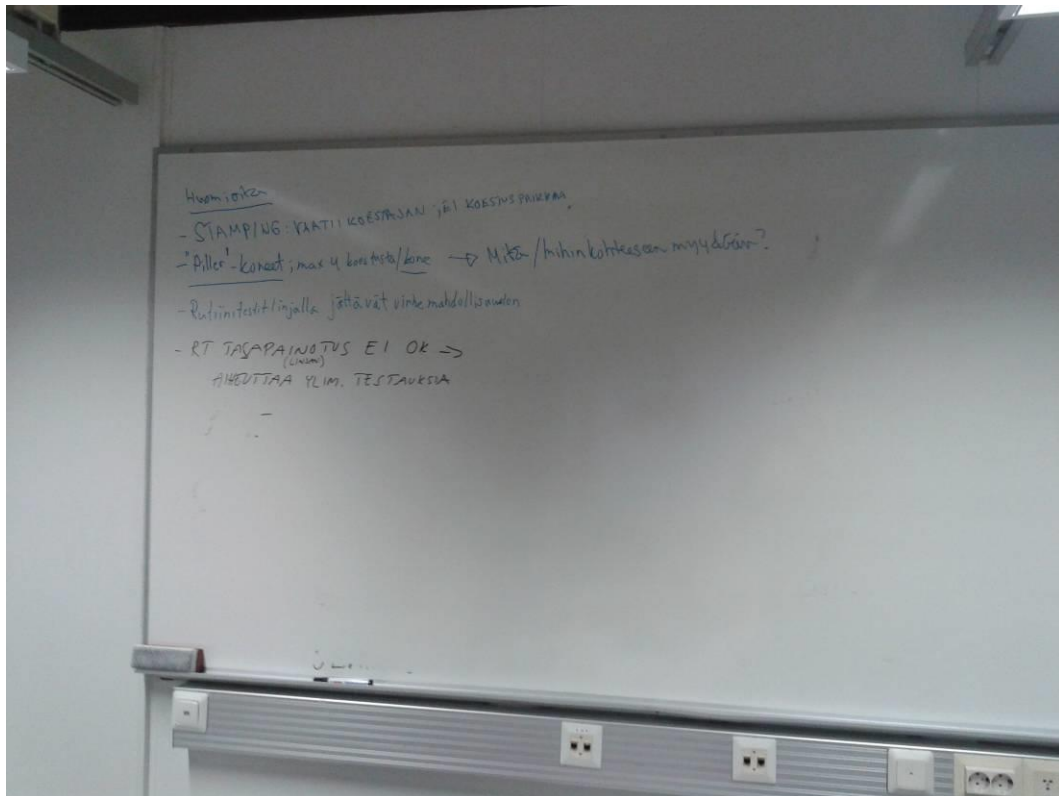 Huomioita
- STAMPING: VAATII KOESTAJAN, EI KOESTUSPAIKKAA.
- "Piller"-koneet, max 4 koestusta/kone → Mitä/mihin kohteeseen myydään?
- Rutiinitestit linjalla jättävät virhe mahdollisuuden
- RT TASAPAINOTUS EI OK →
(LINJAN)
AIHEUTTAA YLIM. TESTAUKSIA